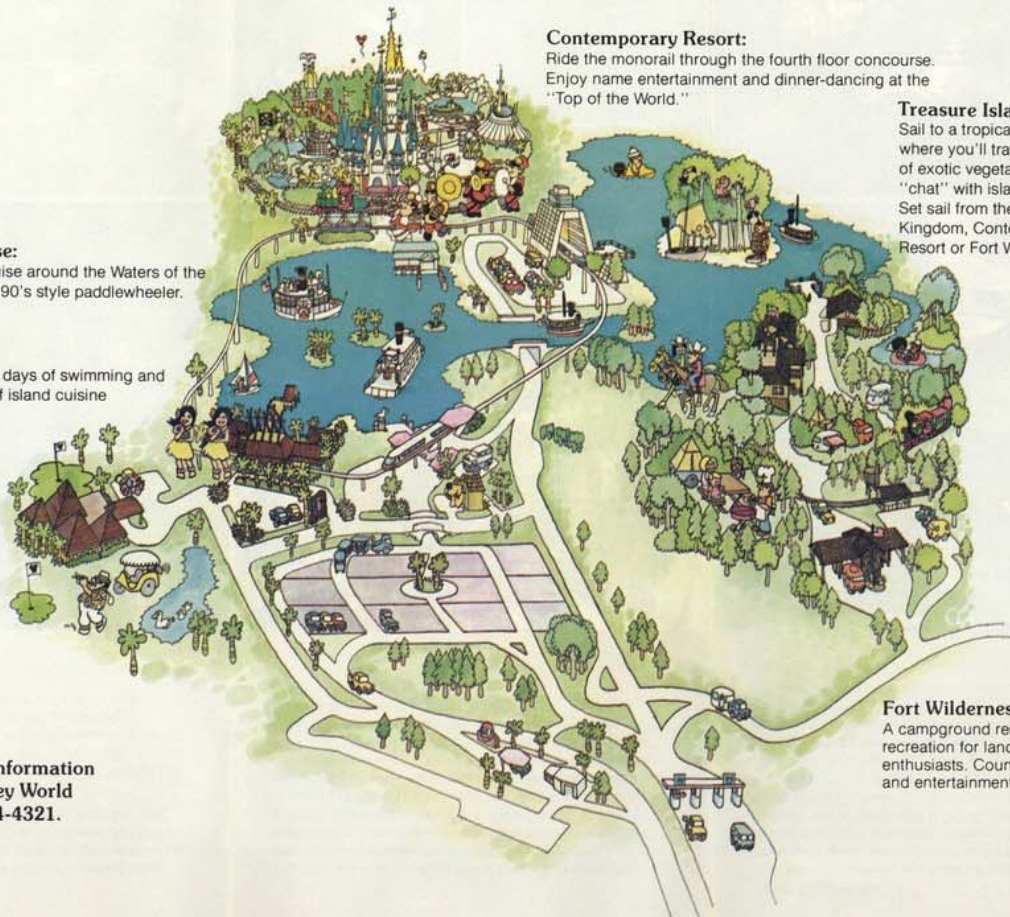 Contemporary Resort:
Ride the monorail through the fourth floor concourse.
Enjoy name entertainment and dinner-dancing at the
"Top of the World."
Treasure Isla
Sail to a tropica
where you'll tra
of exotic vegeta
"chat" with isla
Set sail from the
Kingdom, Conte
Resort or Fort W
se:
ise around the Waters of the
90's style paddlewheeler.
days of swimming and
f island cuisine
Fort Wildernes
A campground res
recreation for land
enthusiasts. Coun
and entertainment
nformation
ey World
4-4321.